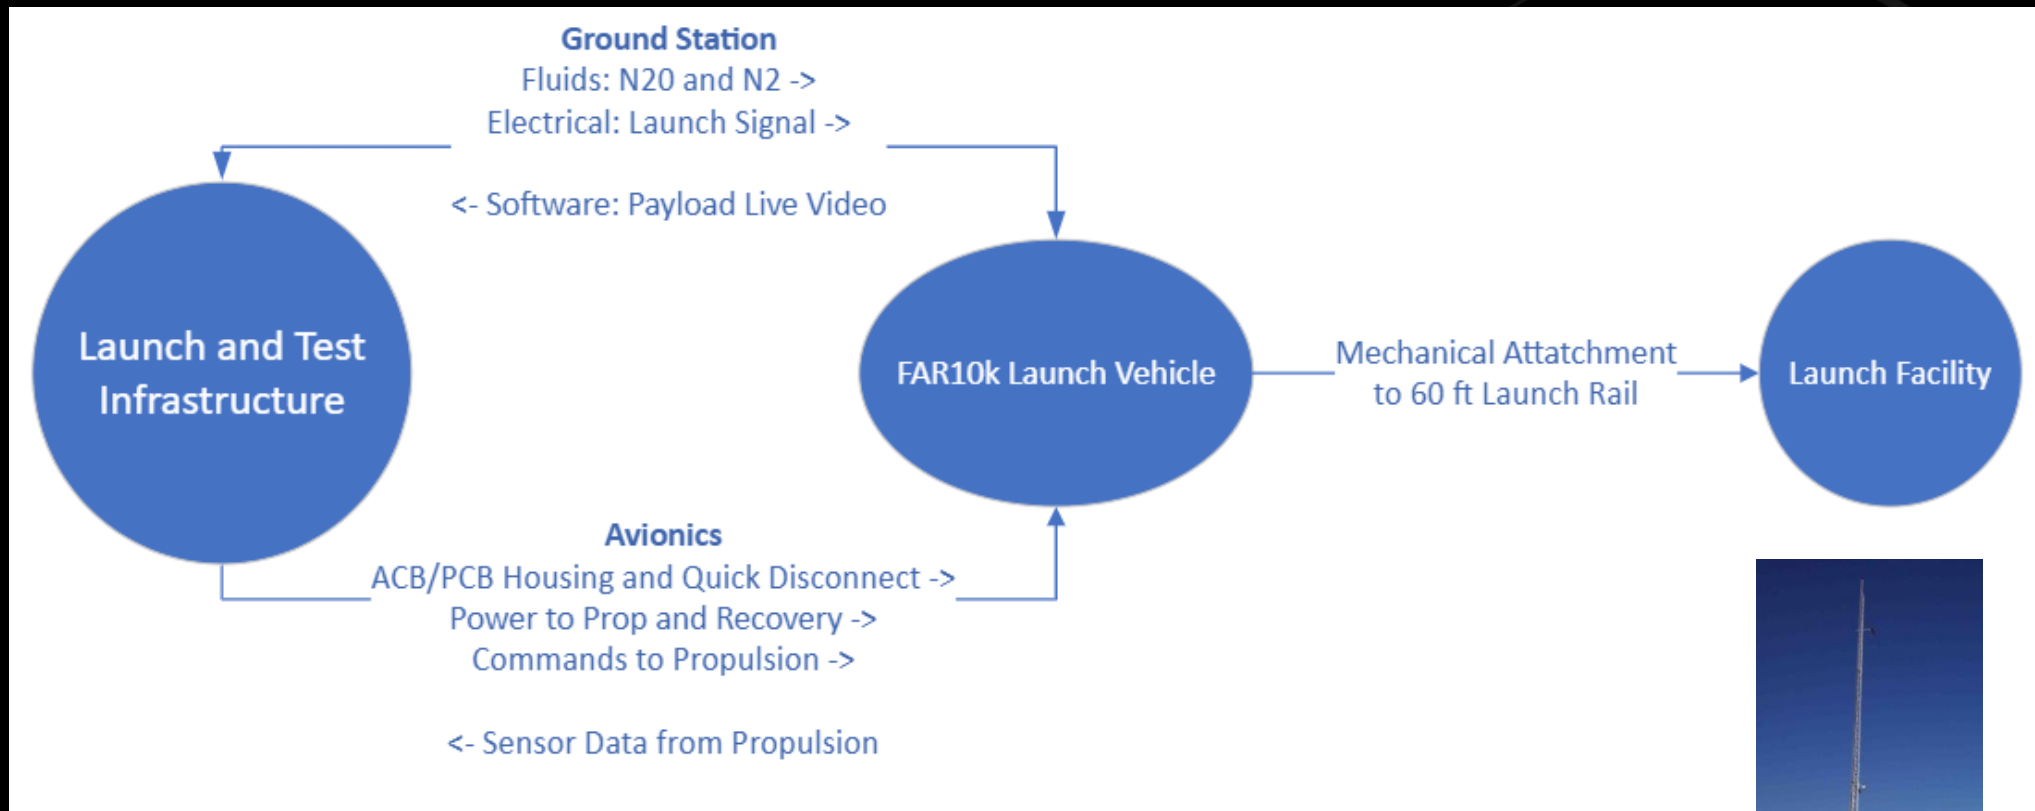 Ground Station
Fluids: N20 and N2 ->
Electrical: Launch Signal ->
<- Software: Payload Live Video
Launch and Test
Infrastructure
FAR10k Launch Vehicle
Mechanical Attatchment
to 60 ft Launch Rail
Launch Facility
Avionics
ACB/PCB Housing and Quick Disconnect ->
Power to Prop and Recovery ->
Commands to Propulsion ->
<- Sensor Data from Propulsion